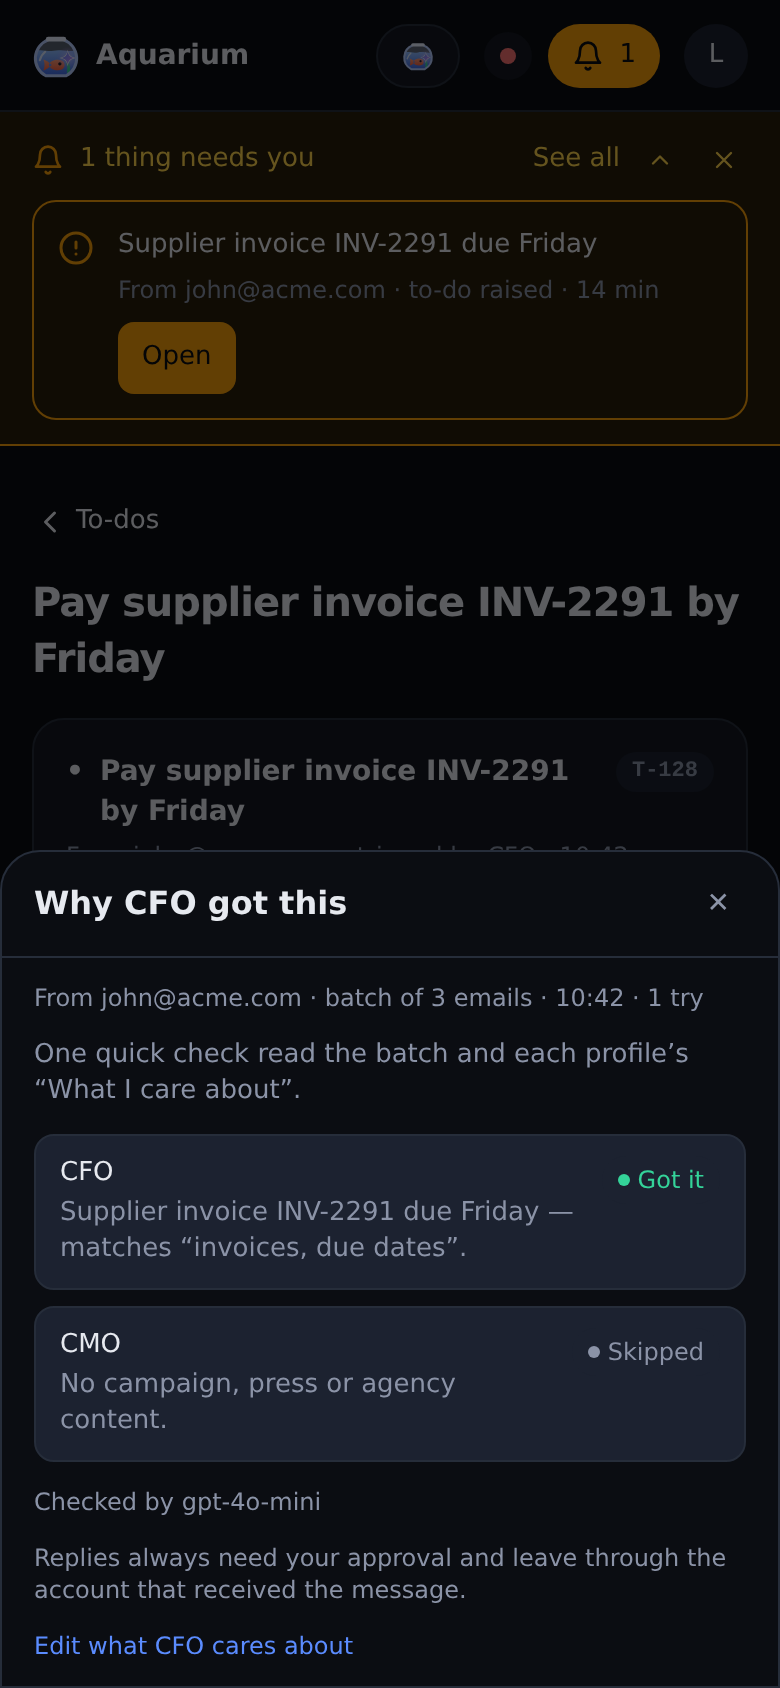 Aquarium
1
L
1 thing needs you
See all
Supplier invoice INV-2291 due Friday
From john@acme.com · to-do raised · 14 min
Open
To-dos
Pay supplier invoice INV-2291 by
Friday
• Pay supplier invoice INV-2291
by Friday
T-128
Why CFO got this
From john@acme.com · batch of 3 emails · 10:42 · 1 try
One quick check read the batch and each profile’s
“What I care about”.
CFO
Got it
Supplier invoice INV-2291 due Friday —
matches “invoices, due dates”.
CMO
Skipped
No campaign, press or agency
content.
Checked by gpt-4o-mini
Replies always need your approval and leave through the
account that received the message.
Edit what CFO cares about